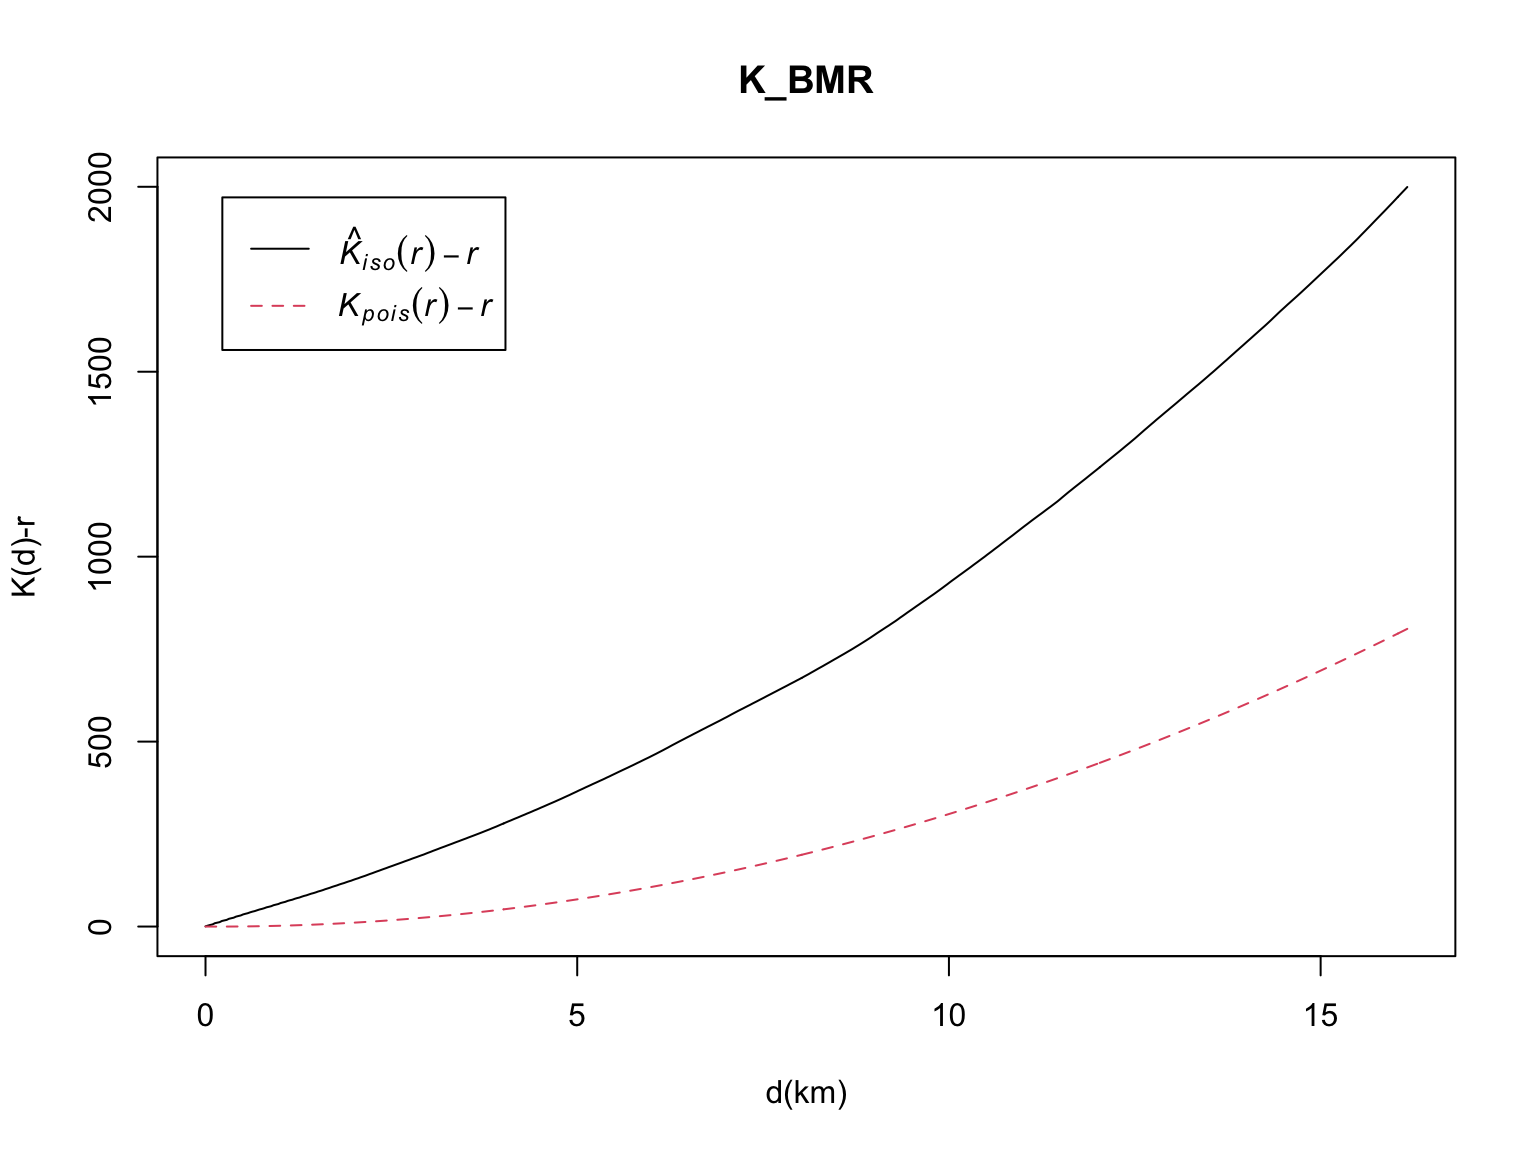 K_BMR
K̂iso(r) − r
Kpois(r) − r
K(d)-r
2000
1500
1000
500
0
0 5 10 15
d(km)